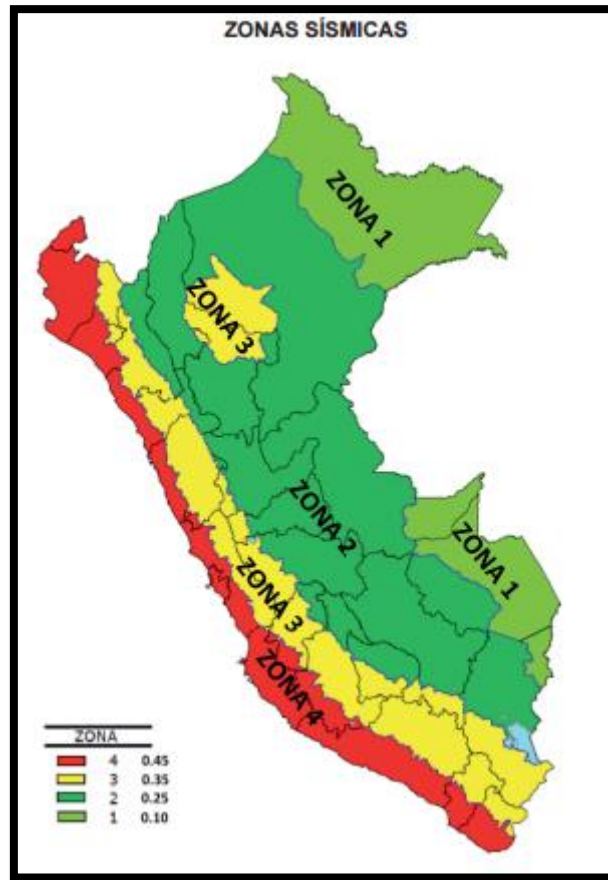 ZONAS SÍSMICAS
ZONA 1
ZONA 3
ZONA 2
ZONA 1
ZONA 3
ZONA 4
ZONA
4 0.45
3 0.35
2 0.25
1 0.10